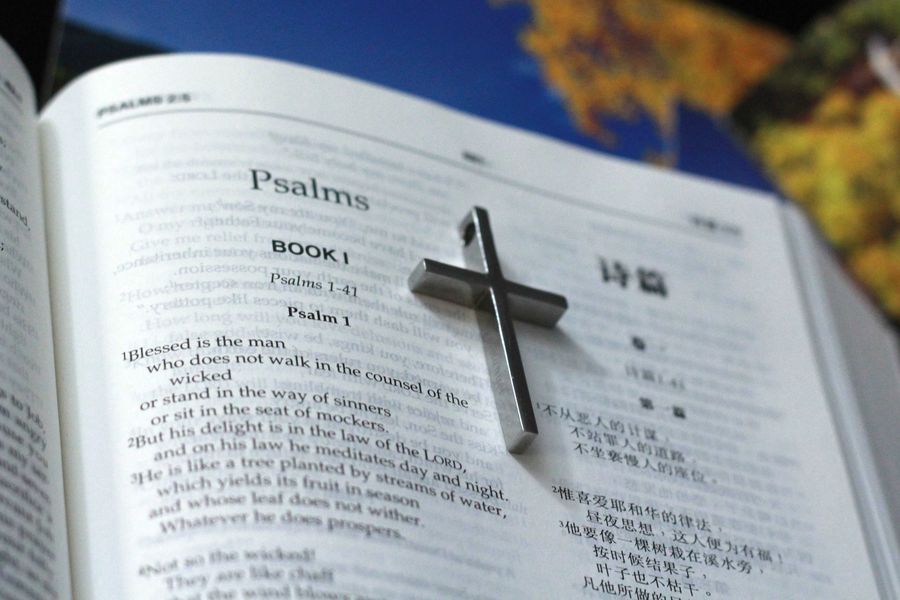 PSALMS 2:5
Psalms
BOOK I
Psalms 1-41
Psalm 1
1Blessed is the man
who does not walk in the counsel of the
wicked
or stand in the way of sinners
or sit in the seat of mockers.
2But his delight is in the law of the LORD,
and on his law he meditates day and night.
3He is like a tree planted by streams of water,
which yields its fruit in season
and whose leaf does not wither.
Whatever he does prospers.
4Not so the wicked!
They are like chaff
that the wind blows
诗篇
诗篇1-41
第一篇
1不从恶人的计谋，
不站罪人的道路，
不坐亵慢人的座位。
2惟喜爱耶和华的律法，
昼夜思想，这人便为有福！
3他要像一棵树栽在溪水旁，
按时候结果子，
叶子也不枯干。
凡他所做的